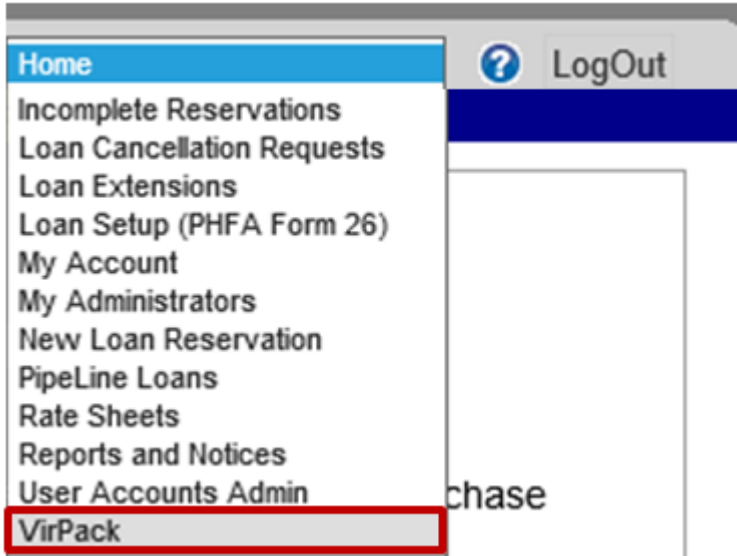 Home
? LogOut
Incomplete Reservations
Loan Cancellation Requests
Loan Extensions
Loan Setup (PHFA Form 26)
My Account
My Administrators
New Loan Reservation
PipeLine Loans
Rate Sheets
Reports and Notices
User Accounts Admin
chase
VirPack